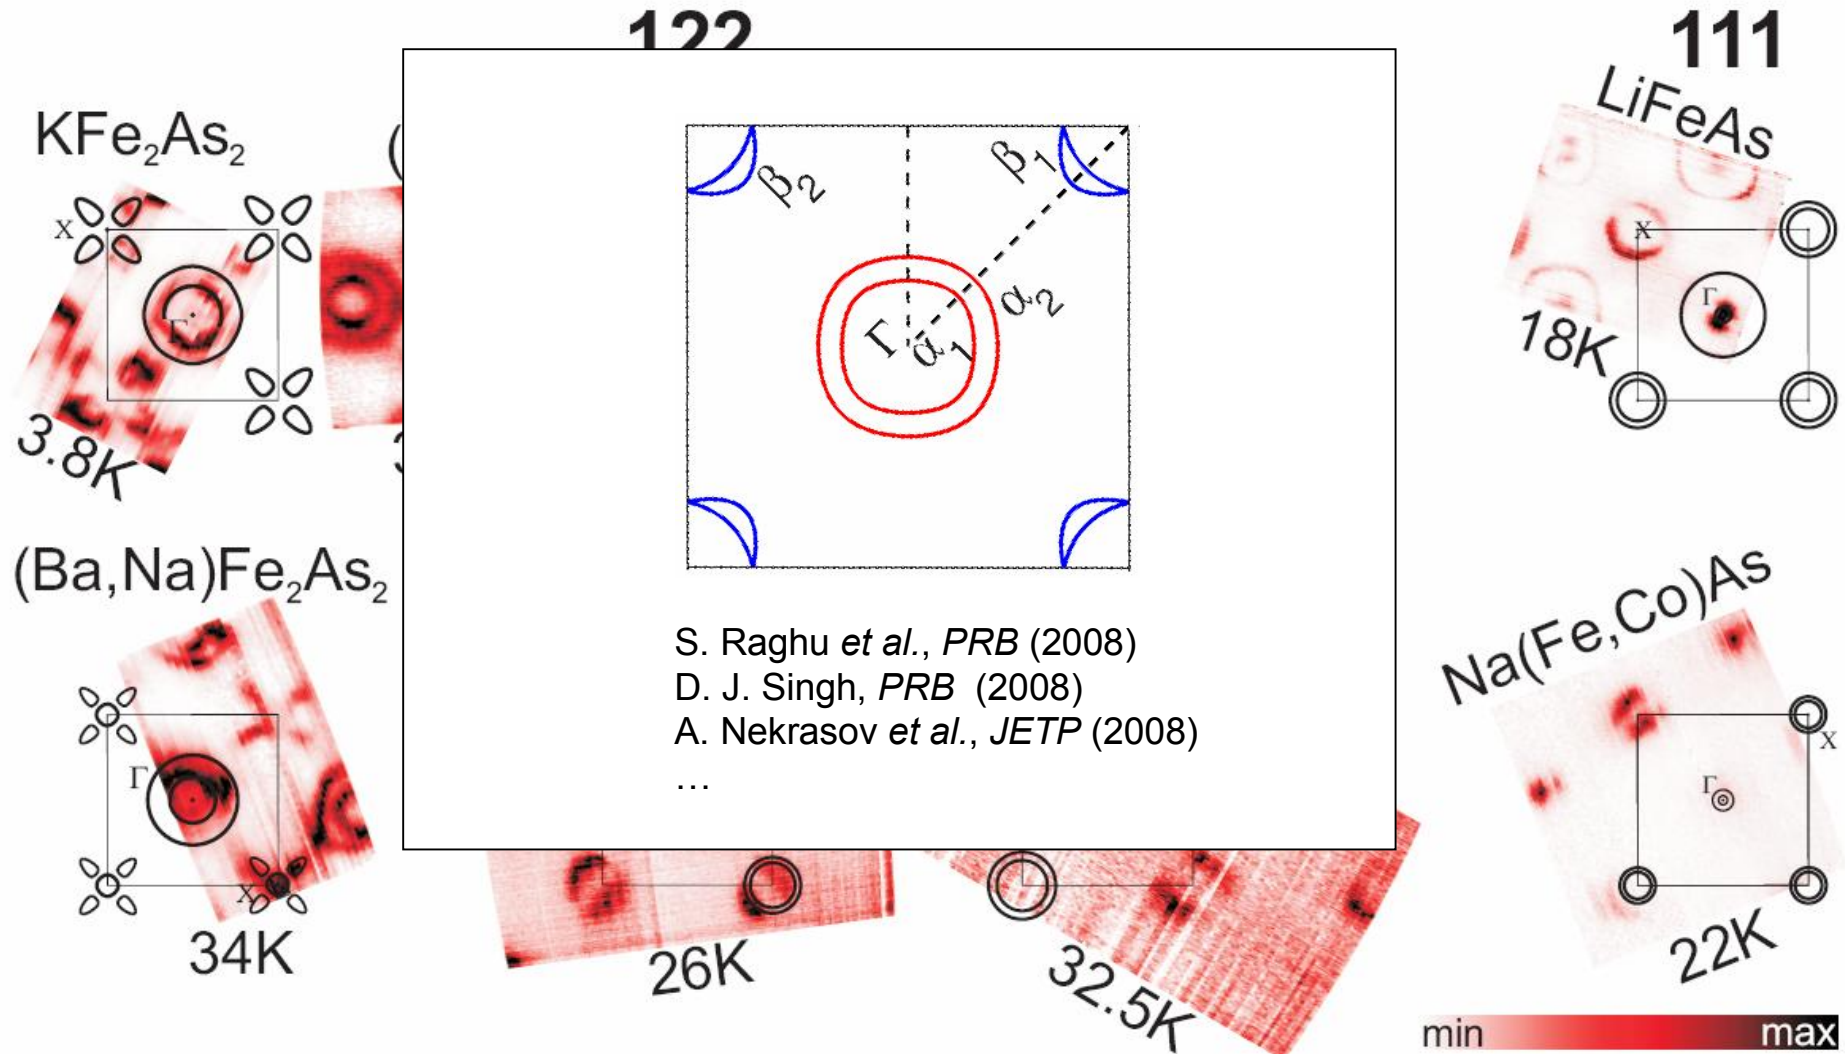 122
111
KFe₂As₂
(
LiFeAs
X
Γ
3.8K
β₂
β₁
α₂
Γ
α₁
X
Γ
18K
S. Raghu et al., PRB (2008)
D. J. Singh, PRB (2008)
A. Nekrasov et al., JETP (2008)
…
(Ba,Na)Fe₂As₂
Γ
X
34K
26K
32.5K
Na(Fe,Co)As
X
Γ
22K
min
max